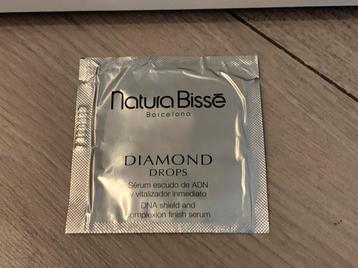 Natura Bissé
Barcelona
DIAMOND
DROPS
Sérum escudo de ADN
y vitalizador inmediato
DNA shield and
complexion finish serum